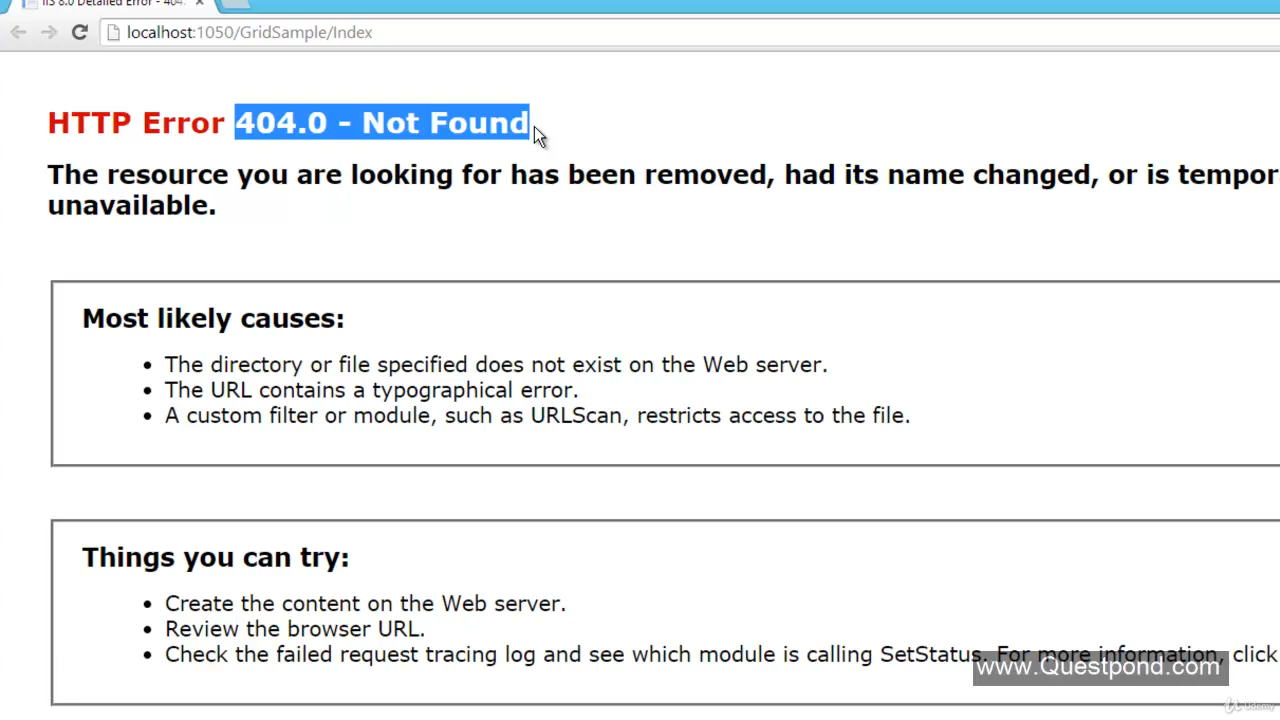 IIS 8.0 Detailed Error - 404.
localhost:1050/GridSample/Index
HTTP Error 404.0 - Not Found
The resource you are looking for has been removed, had its name changed, or is tempor
unavailable.
Most likely causes:
• The directory or file specified does not exist on the Web server.
• The URL contains a typographical error.
• A custom filter or module, such as URLScan, restricts access to the file.
Things you can try:
• Create the content on the Web server.
• Review the browser URL.
• Check the failed request tracing log and see which module is calling SetStatus. For more information, click
www.Questpond.com
Udemy